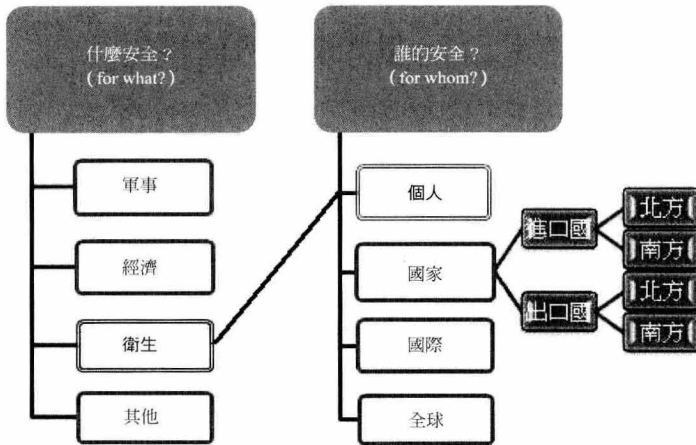 什麼安全？
(for what?)
軍事
經濟
衛生
其他
誰的安全？
(for whom?)
個人
國家
國際
全球
進口國
北方
南方
出口國
北方
南方